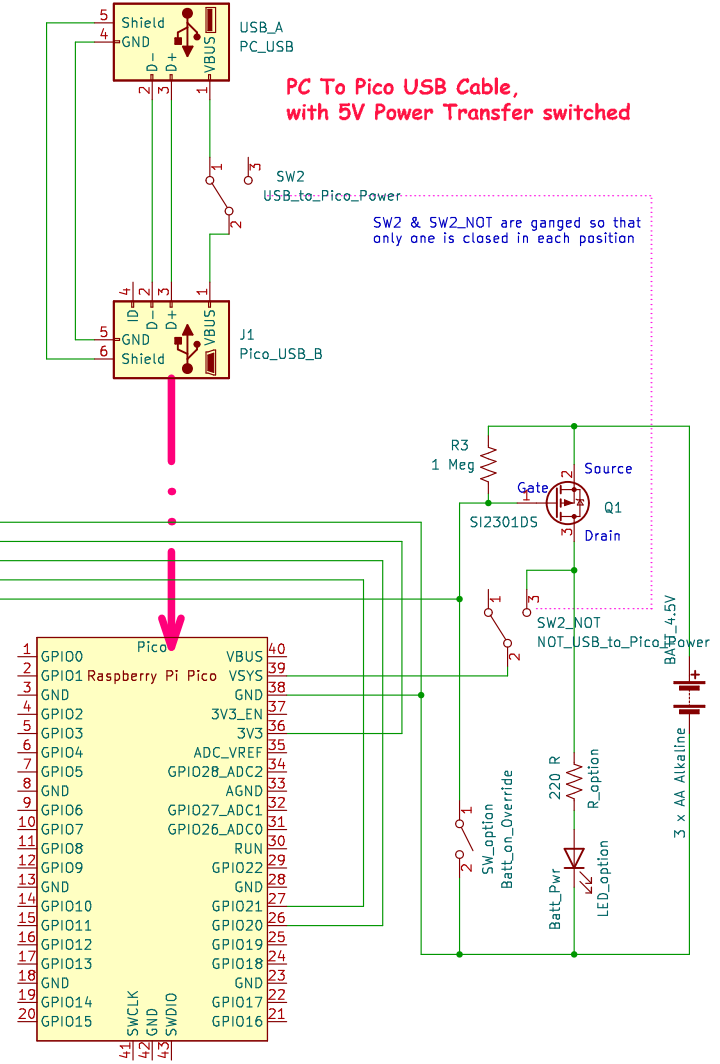 5 Shield
4 GND
D-
D+
VBUS
2
3
1
USB_A
PC_USB
PC To Pico USB Cable,
with 5V Power Transfer switched
1
3
SW2
USB_to_Pico_Power
2
SW2 & SW2_NOT are ganged so that
only one is closed in each position
4
2
3
1
ID
D-
D+
VBUS
5 GND
6 Shield
J1
Pico_USB_B
R3
1 Meg
2
Source
Gate
1
Q1
SI2301DS
3
Drain
1
3
SW2_NOT
NOT_USB_to_Pico_Power
2
BATT_4.5V
+
3 x AA Alkaline
220 R
R_option
1
SW_option
Batt_on_Override
2
Batt_Pwr
LED_option
Pico
Raspberry Pi Pico
1 GPIO0 VBUS 40
2 GPIO1 VSYS 39
3 GND GND 38
4 GPIO2 3V3_EN 37
5 GPIO3 3V3 36
6 GPIO4 ADC_VREF 35
7 GPIO5 GPIO28_ADC2 34
8 GND AGND 33
9 GPIO6 GPIO27_ADC1 32
10 GPIO7 GPIO26_ADC0 31
11 GPIO8 RUN 30
12 GPIO9 GPIO22 29
13 GND GND 28
14 GPIO10 GPIO21 27
15 GPIO11 GPIO20 26
16 GPIO12 GPIO19 25
17 GPIO13 GPIO18 24
18 GND GND 23
19 GPIO14 GPIO17 22
20 GPIO15 GPIO16 21
SWCLK
GND
SWDIO
41
42
43